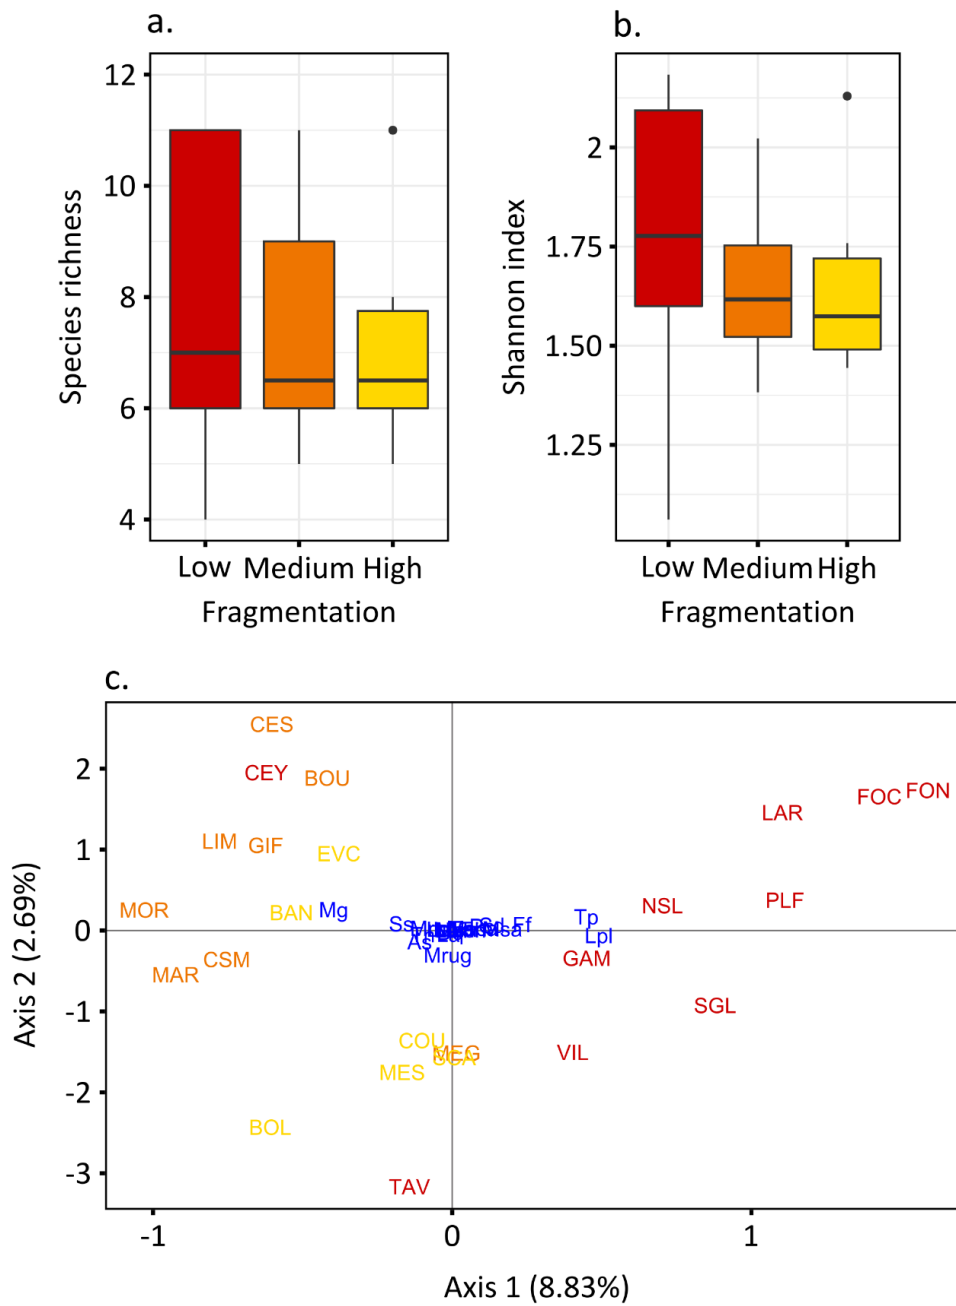 a.
b.
12
10
8
6
4
Species richness
Low Medium High
Fragmentation
2
1.75
1.50
1.25
Shannon index
Low Medium High
Fragmentation
c.
CES
CEY BOU
FOC FON
LAR
LIM GIF
EVC
MOR
BAN Mg
NSL PLF
Ss
Sd Ff
Msa
Tp
Lpl
As
Mrug
CSM
MAR
GAM
SGL
COU
MEG
MES
VIL
BOL
TAV
2
1
0
-1
-2
-3
Axis 2 (2.69%)
-1 0 1
Axis 1 (8.83%)